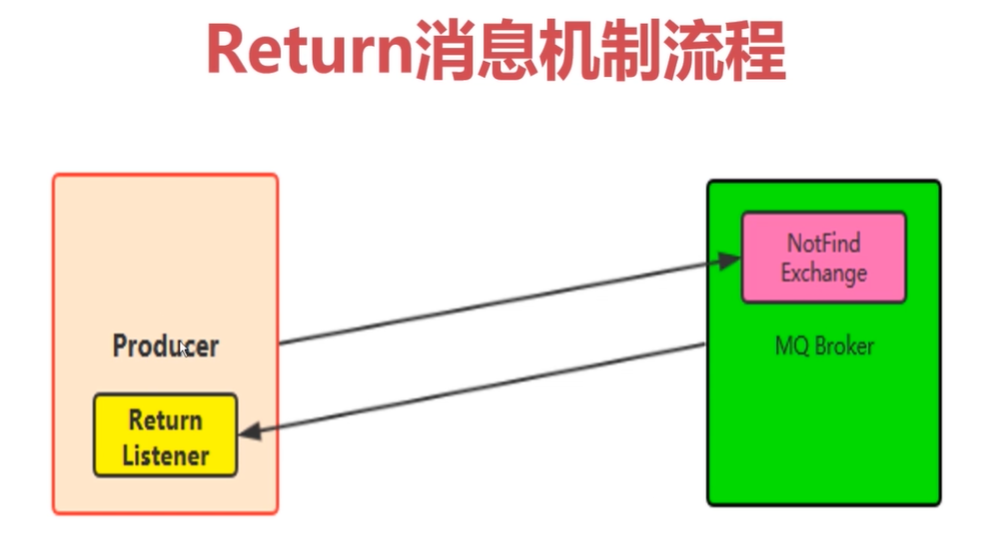 Return消息机制流程
NotFind
Exchange
Producer
MQ Broker
Return
Listener